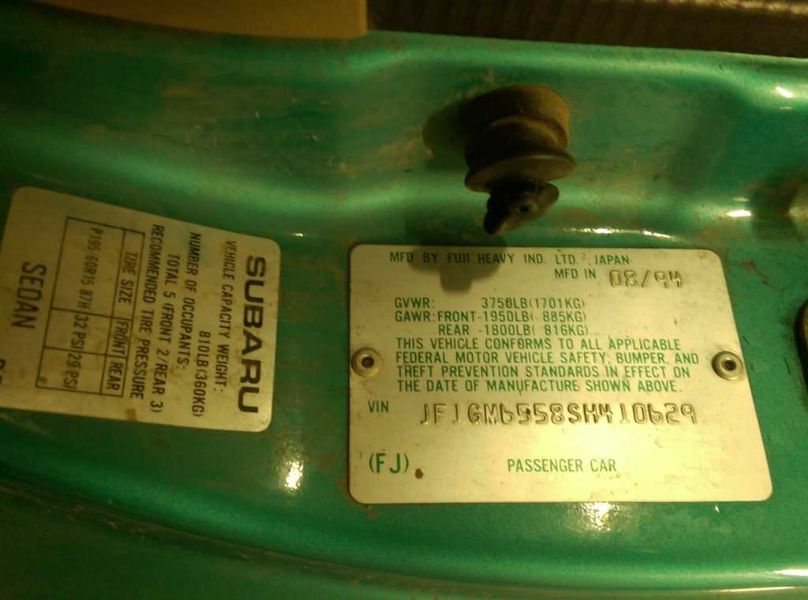 SUBARU
VEHICLE CAPACITY WEIGHT:
810LB(360KG)
NUMBER OF OCCUPANTS:
TOTAL 5 (FRONT 2/REAR 3)
RECOMMENDED TIRE PRESSURE
TIRE SIZE FRONT REAR
P195/60R15 87H 32 PSI 29 PSI
SEDAN
MFD BY FUJI HEAVY IND. LTD. JAPAN
MFD IN 08/94
GVWR: 3750LB(1701KG)
GAWR:FRONT-1950LB( 885KG)
REAR -1800LB( 816KG)
THIS VEHICLE CONFORMS TO ALL APPLICABLE
FEDERAL MOTOR VEHICLE SAFETY, BUMPER, AND
THEFT PREVENTION STANDARDS IN EFFECT ON
THE DATE OF MANUFACTURE SHOWN ABOVE.
VIN JF1GM6558SH410629
(FJ) PASSENGER CAR